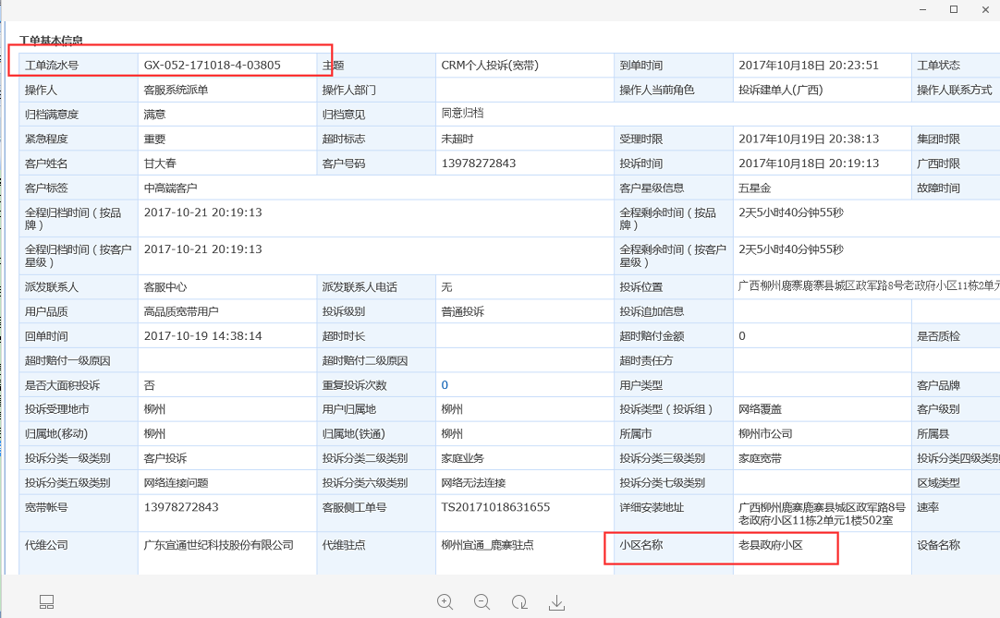 工单基本信息
工单流水号 GX-052-171018-4-03805 主题 CRM个人投诉(宽带) 到单时间 2017年10月18日 20:23:51 工单状态
操作人 客服系统派单 操作人部门 操作人当前角色 投诉建单人(广西) 操作人联系方式
归档满意度 满意 归档意见 同意归档
紧急程度 重要 超时标志 未超时 受理时限 2017年10月19日 20:38:13 集团时限
客户姓名 甘大春 客户号码 13978272843 投诉时间 2017年10月18日 20:19:13 广西时限
客户标签 中高端客户 客户星级信息 五星金 故障时间
全程归档时间（按品 2017-10-21 20:19:13 全程剩余时间（按品 2天5小时40分钟55秒
牌） 牌）
全程归档时间（按客户 2017-10-21 20:19:13 全程剩余时间（按客户 2天5小时40分钟55秒
星级） 星级）
派发联系人 客服中心 派发联系人电话 无 投诉位置 广西柳州鹿寨鹿寨县城区政军路8号老政府小区11栋2单元
用户品质 高品质宽带用户 投诉级别 普通投诉 投诉追加信息
回单时间 2017-10-19 14:38:14 超时时长 超时赔付金额 0 是否质检
超时赔付一级原因 超时赔付二级原因 超时责任方
是否大面积投诉 否 重复投诉次数 0 用户类型 客户品牌
投诉受理地市 柳州 用户归属地 柳州 投诉类型（投诉组） 网络覆盖 客户级别
归属地(移动) 柳州 归属地(铁通) 柳州 所属市 柳州市公司 所属县
投诉分类一级类别 客户投诉 投诉分类二级类别 家庭业务 投诉分类三级类别 家庭宽带 投诉分类四级类别
投诉分类五级类别 网络连接问题 投诉分类六级类别 网络无法连接 投诉分类七级类别 区域类型
宽带帐号 13978272843 客服侧工单号 TS20171018631655 详细安装地址 广西柳州鹿寨鹿寨县城区政军路8号 速率
老政府小区11栋2单元1楼502室
代维公司 广东宜通世纪科技股份有限公司 代维驻点 柳州宜通_鹿寨驻点 小区名称 老县政府小区 设备名称